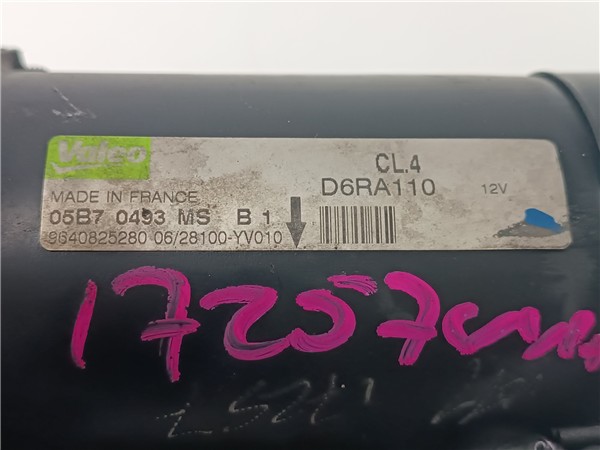 Valeo
CL.4
D6RA110 12V
MADE IN FRANCE
05B7 0493 MS B 1
9640825280 06/28100-YV010
17257